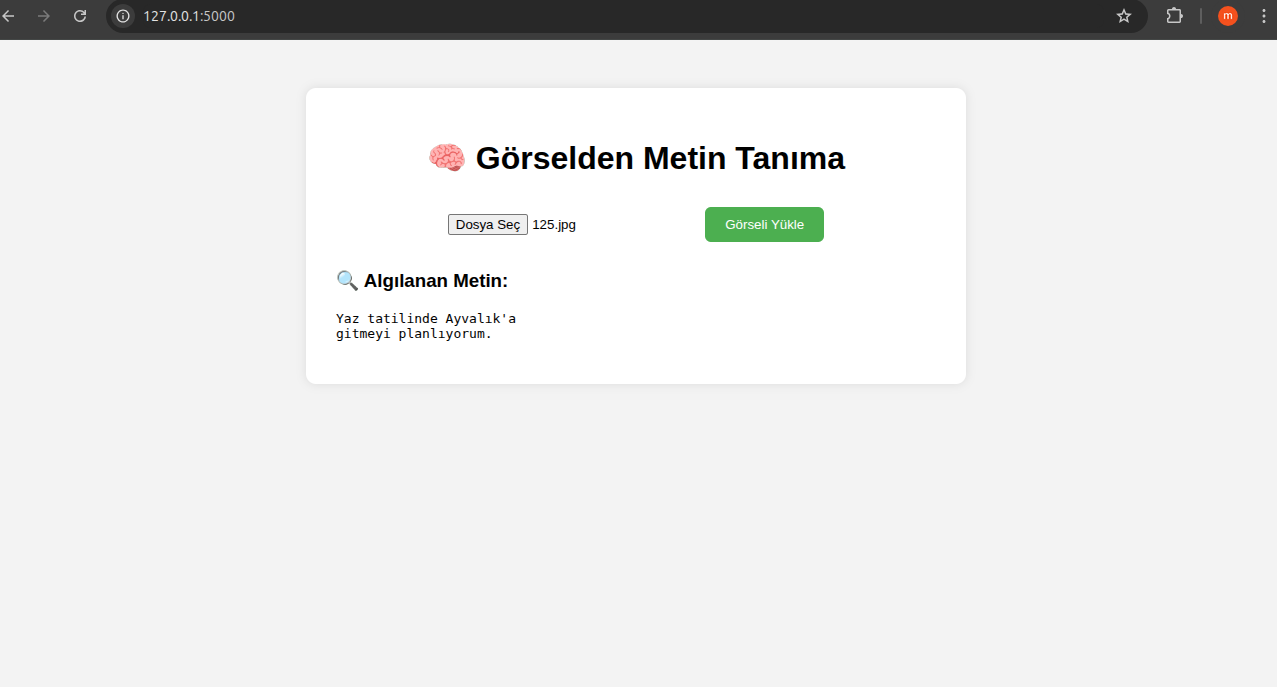 127.0.0.1:5000
m
🧠 Görselden Metin Tanıma
Dosya Seç 125.jpg
Görseli Yükle
🔍 Algılanan Metin:
Yaz tatilinde Ayvalık'a
gitmeyi planlıyorum.